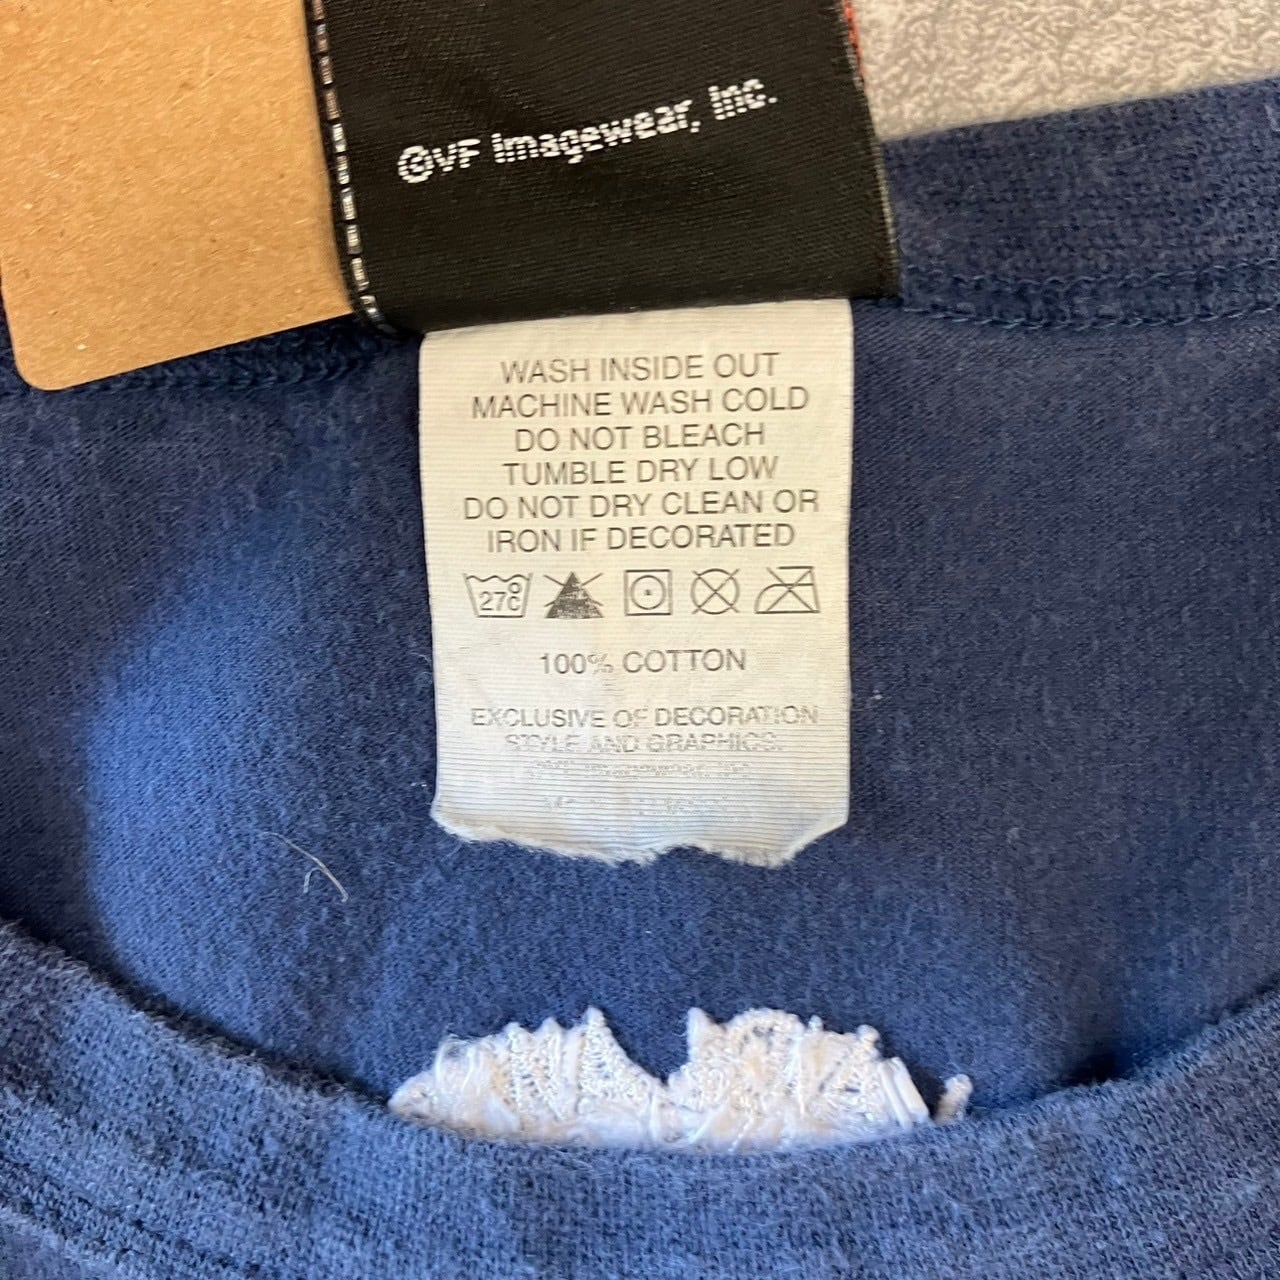 ©VF Imagewear, Inc.
WASH INSIDE OUT
MACHINE WASH COLD
DO NOT BLEACH
TUMBLE DRY LOW
DO NOT DRY CLEAN OR
IRON IF DECORATED
27°C
100% COTTON
EXCLUSIVE OF DECORATION
STYLE AND GRAPHICS.